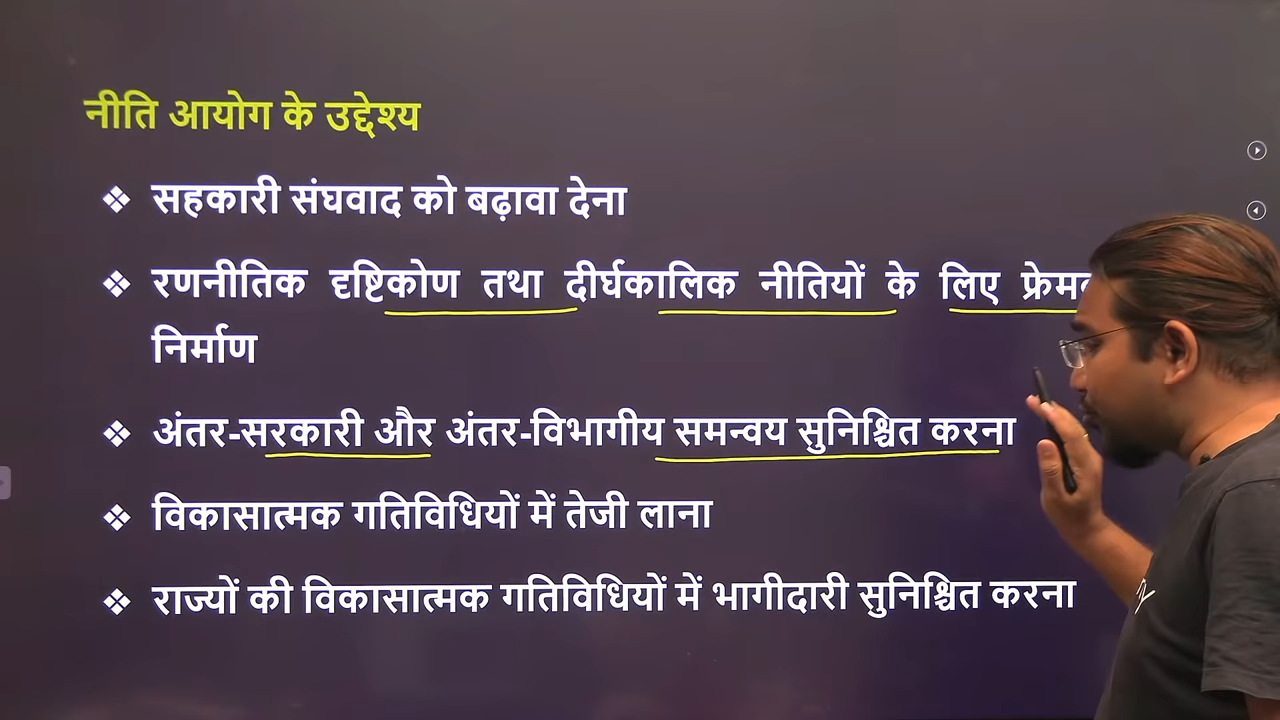 नीति आयोग के उद्देश्य
❖ सहकारी संघवाद को बढ़ावा देना
❖ रणनीतिक दृष्टिकोण तथा दीर्घकालिक नीतियों के लिए
निर्माण
❖ अंतर-सरकारी और अंतर-विभागीय समन्वय सुनिश्चित करना
❖ विकासात्मक गतिविधियों में तेजी लाना
❖ राज्यों की विकासात्मक गतिविधियों में भागीदारी सुनिश्चित करना